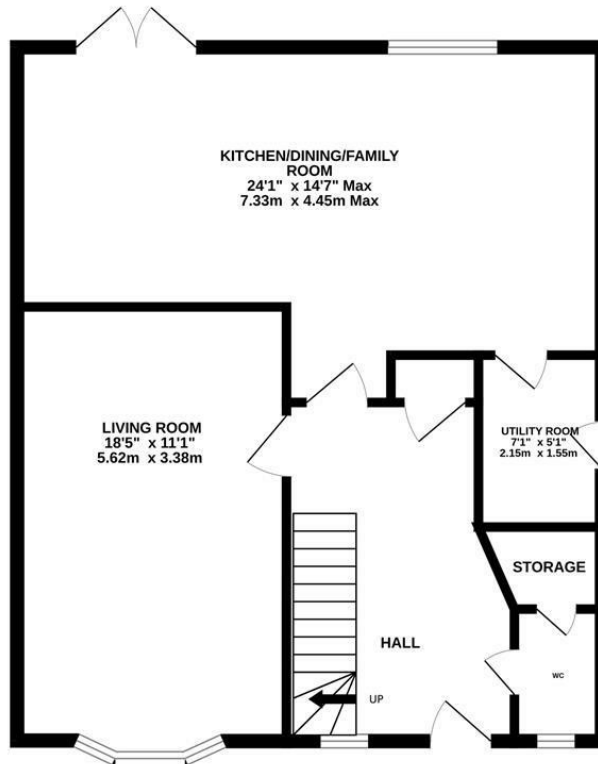 KITCHEN/DINING/FAMILY
ROOM
24'1" x 14'7" Max
7.33m x 4.45m Max
LIVING ROOM
18'5" x 11'1"
5.62m x 3.38m
UTILITY ROOM
7'1" x 5'1"
2.15m x 1.55m
STORAGE
HALL
WC
UP